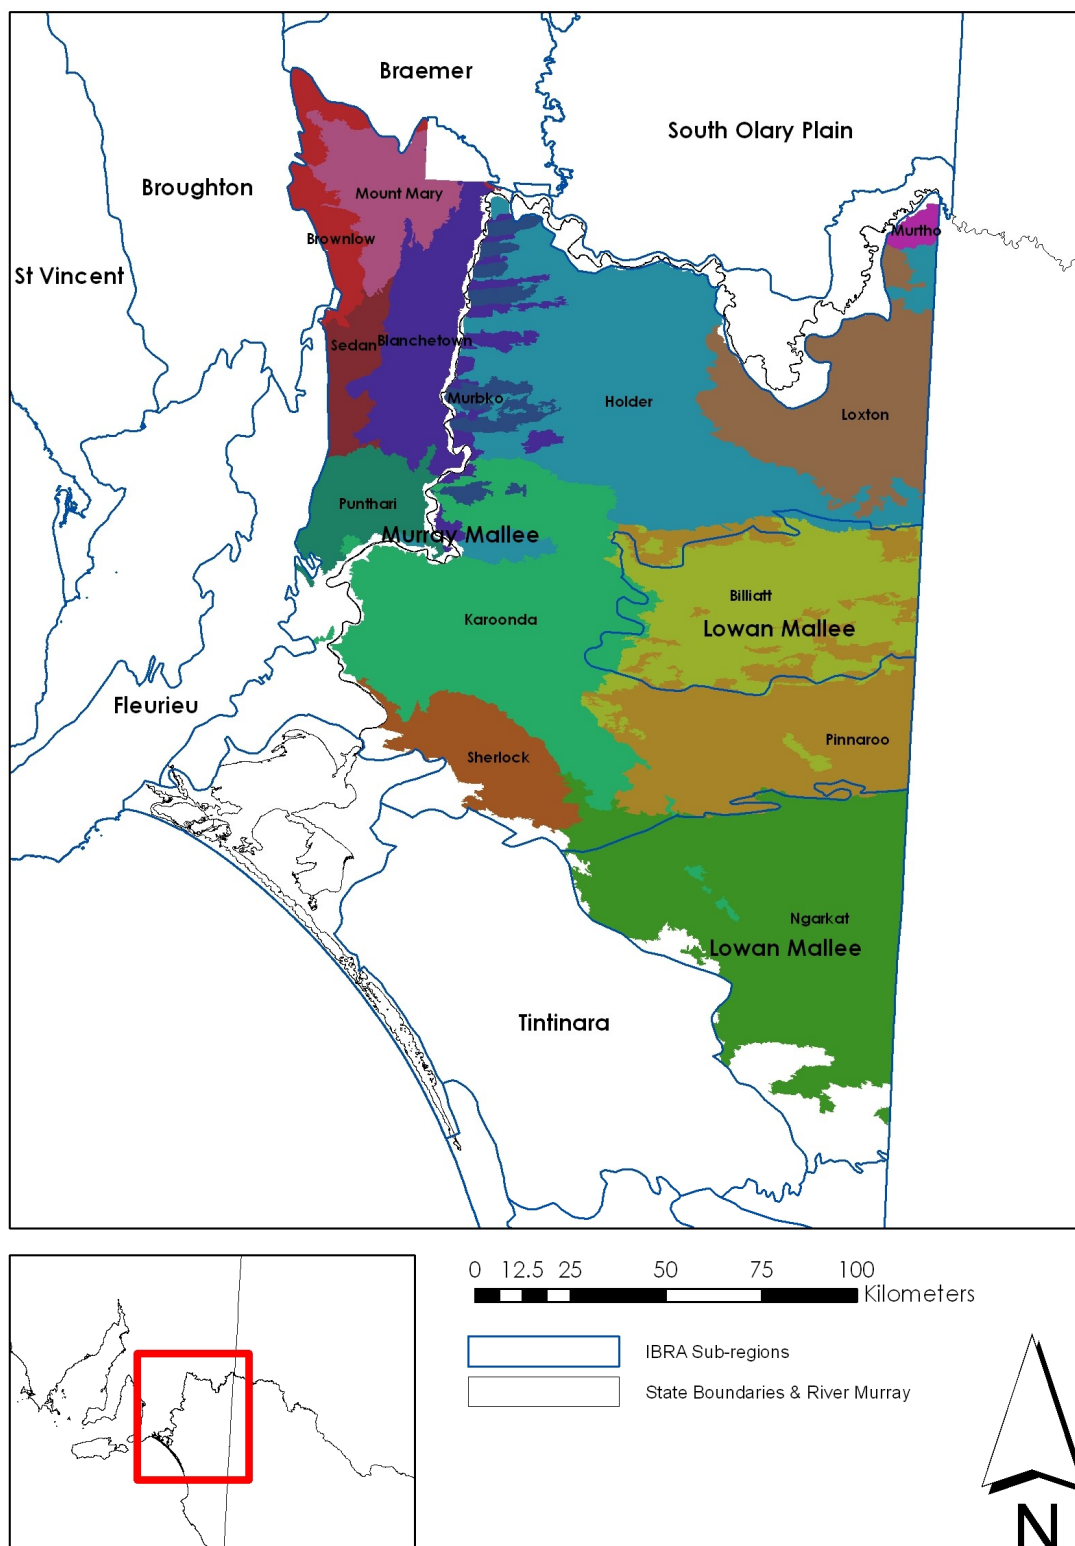 Braemer
South Olary Plain
Broughton
Mount Mary
Murtho
Brownlow
St Vincent
Sedan
Blanchetown
Murbko
Holder
Loxton
Punthari
Murray Mallee
Billiatt
Karoonda
Lowan Mallee
Fleurieu
Pinnaroo
Sherlock
Ngarkat
Lowan Mallee
Tintinara
0 12.5 25 50 75 100
Kilometers
IBRA Sub-regions
State Boundaries & River Murray
N